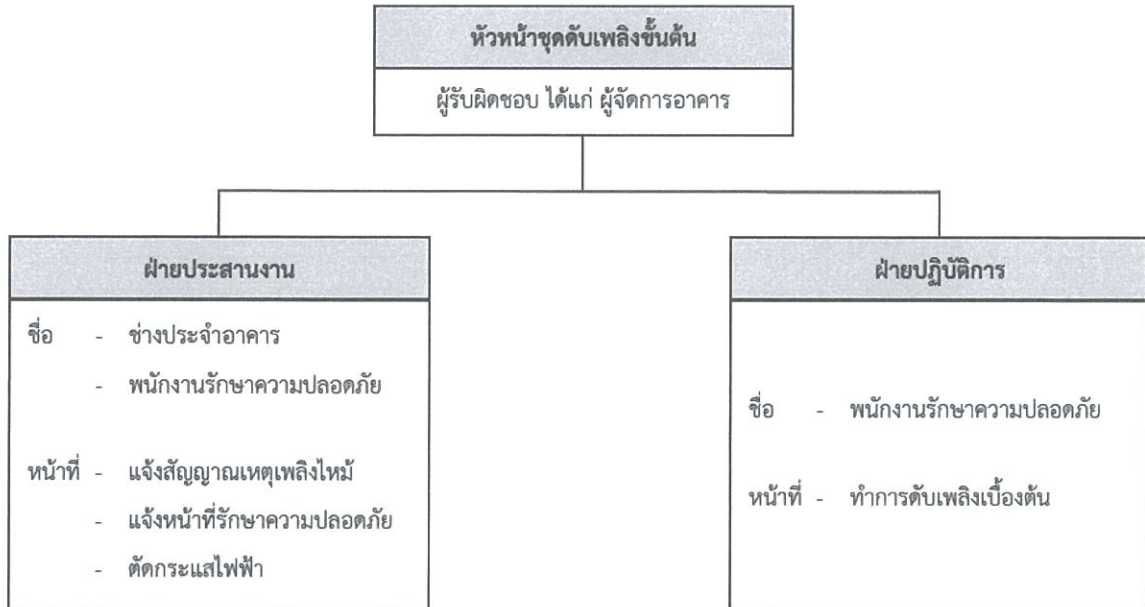 หัวหน้าชุดดับเพลิงขั้นต้น
ผู้รับผิดชอบ ได้แก่ ผู้จัดการอาคาร
ฝ่ายประสานงาน
ชื่อ - ช่างประจำอาคาร
- พนักงานรักษาความปลอดภัย
หน้าที่ - แจ้งสัญญาณเหตุเพลิงไหม้
- แจ้งหน้าที่รักษาความปลอดภัย
- ตัดกระแสไฟฟ้า
ฝ่ายปฏิบัติการ
ชื่อ - พนักงานรักษาความปลอดภัย
หน้าที่ - ทำการดับเพลิงเบื้องต้น